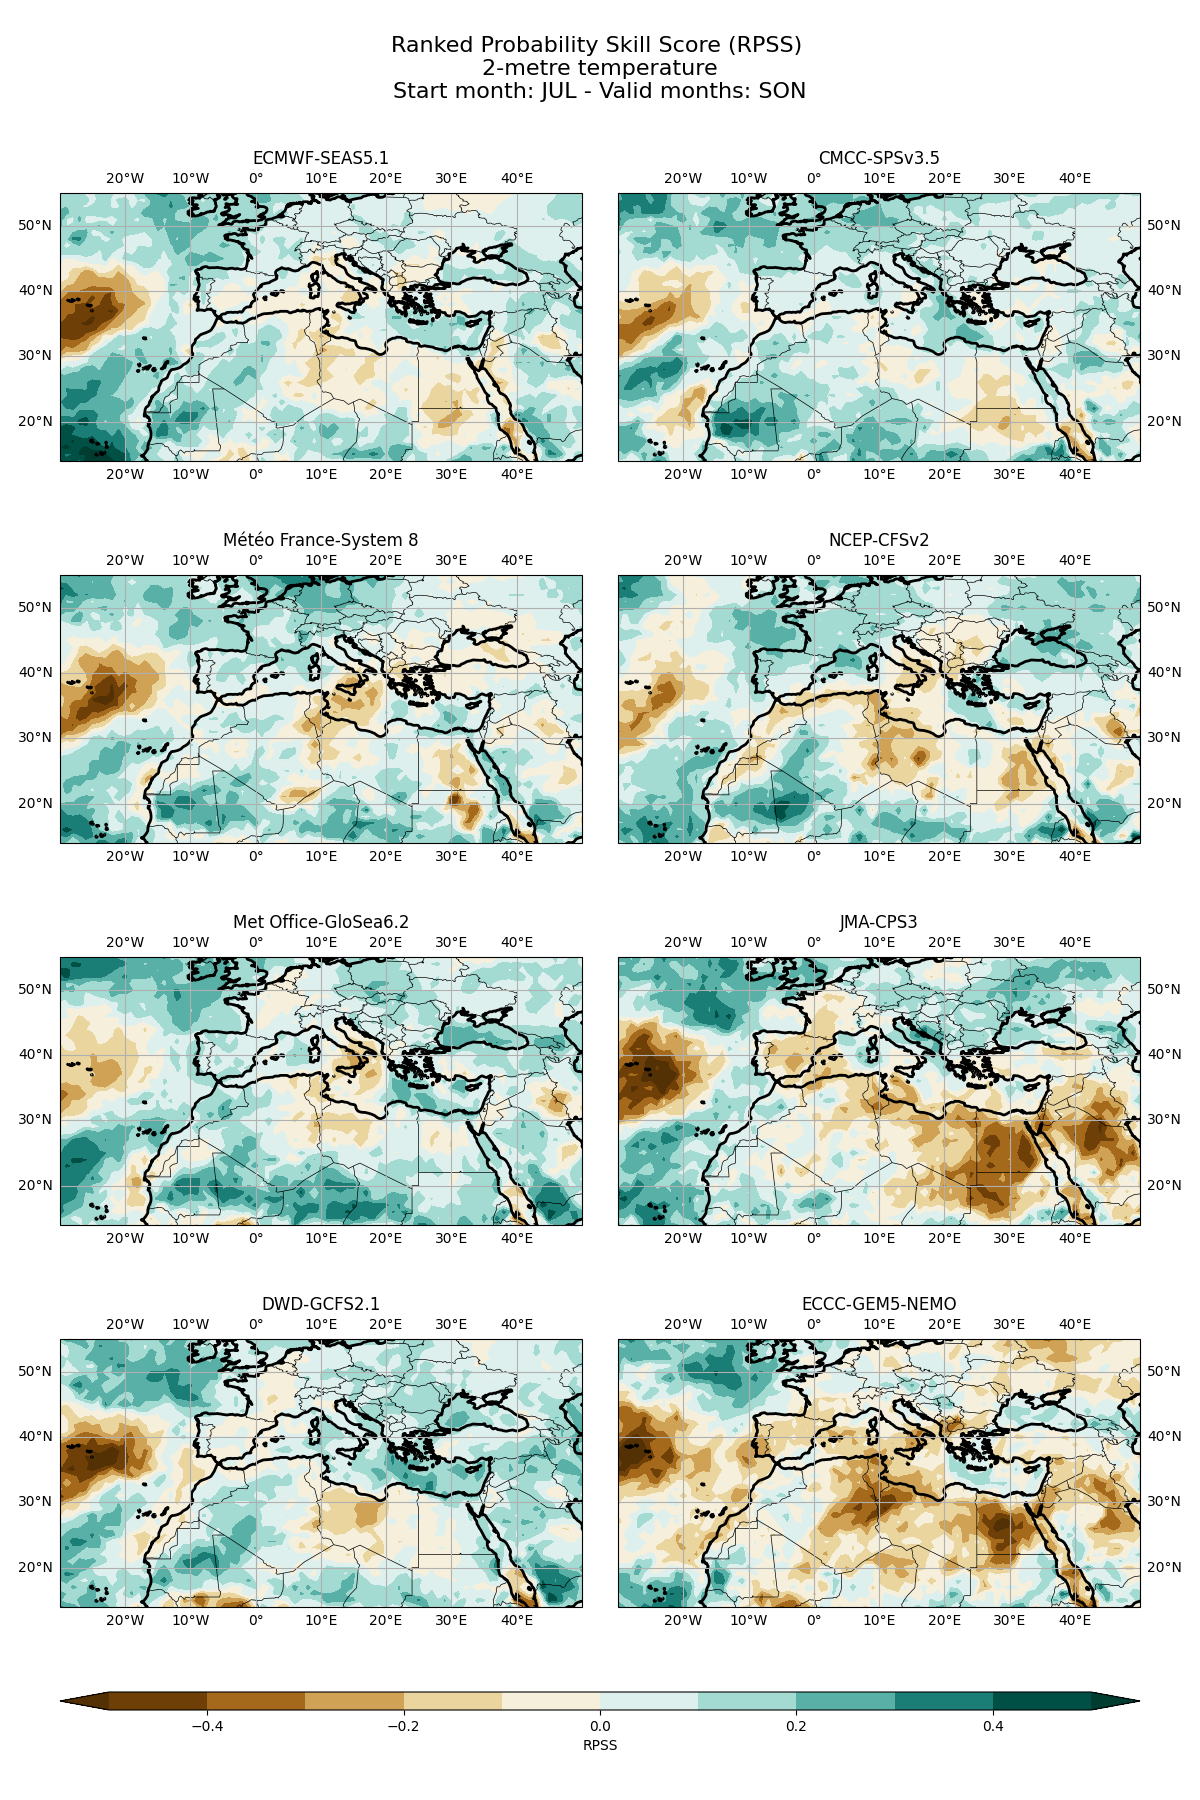 Ranked Probability Skill Score (RPSS)
2-metre temperature
Start month: JUL - Valid months: SON
ECMWF-SEAS5.1
20°W 10°W 0° 10°E 20°E 30°E 40°E
50°N
40°N
30°N
20°N
20°W 10°W 0° 10°E 20°E 30°E 40°E
CMCC-SPSv3.5
20°W 10°W 0° 10°E 20°E 30°E 40°E
50°N
40°N
30°N
20°N
20°W 10°W 0° 10°E 20°E 30°E 40°E
Météo France-System 8
20°W 10°W 0° 10°E 20°E 30°E 40°E
50°N
40°N
30°N
20°N
20°W 10°W 0° 10°E 20°E 30°E 40°E
NCEP-CFSv2
20°W 10°W 0° 10°E 20°E 30°E 40°E
50°N
40°N
30°N
20°N
20°W 10°W 0° 10°E 20°E 30°E 40°E
Met Office-GloSea6.2
20°W 10°W 0° 10°E 20°E 30°E 40°E
50°N
40°N
30°N
20°N
20°W 10°W 0° 10°E 20°E 30°E 40°E
JMA-CPS3
20°W 10°W 0° 10°E 20°E 30°E 40°E
50°N
40°N
30°N
20°N
20°W 10°W 0° 10°E 20°E 30°E 40°E
DWD-GCFS2.1
20°W 10°W 0° 10°E 20°E 30°E 40°E
50°N
40°N
30°N
20°N
20°W 10°W 0° 10°E 20°E 30°E 40°E
ECCC-GEM5-NEMO
20°W 10°W 0° 10°E 20°E 30°E 40°E
50°N
40°N
30°N
20°N
20°W 10°W 0° 10°E 20°E 30°E 40°E
−0.4 −0.2 0.0 0.2 0.4
RPSS